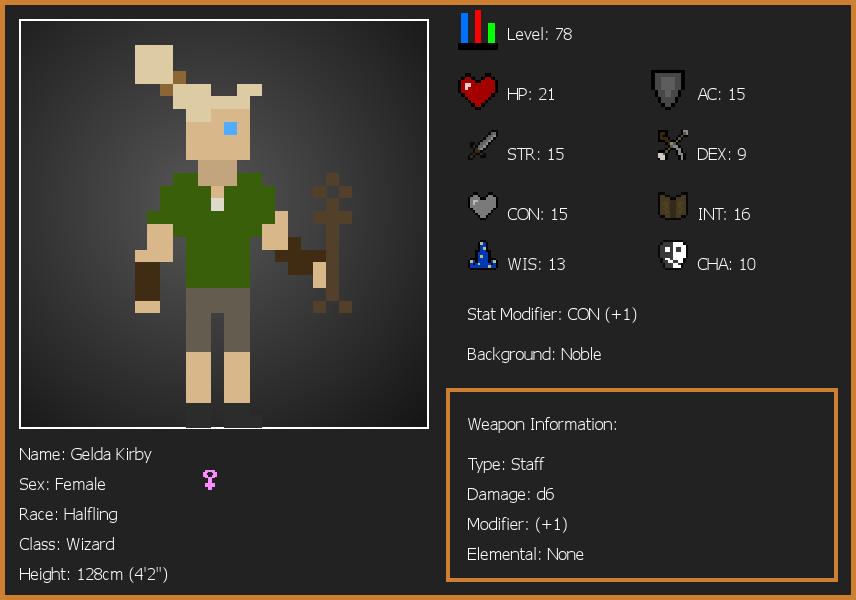 Level: 78
HP: 21
AC: 15
STR: 15
DEX: 9
CON: 15
INT: 16
WIS: 13
CHA: 10
Stat Modifier: CON (+1)
Background: Noble
Weapon Information:
Type: Staff
Damage: d6
Modifier: (+1)
Elemental: None
Name: Gelda Kirby
Sex: Female
Race: Halfling
Class: Wizard
Height: 128cm (4'2")